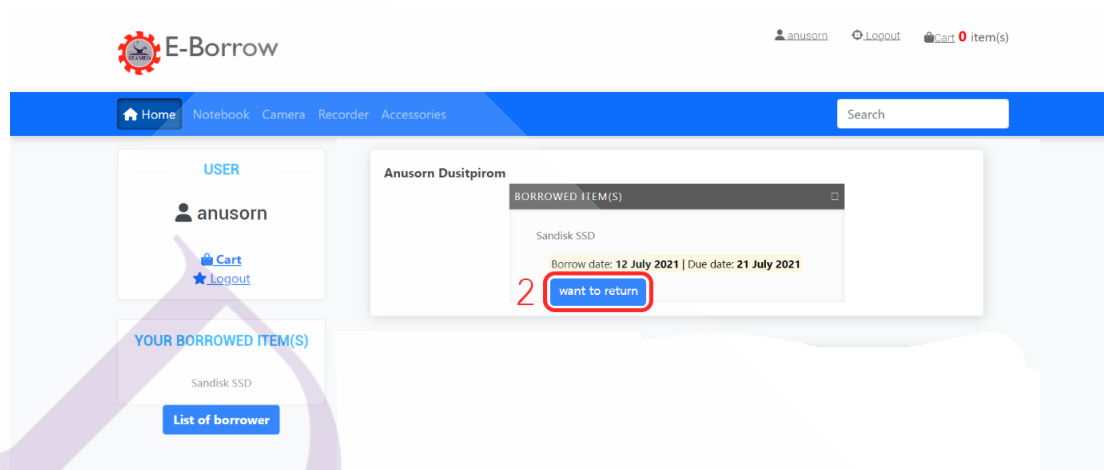 E-Borrow
anusorn Logout Cart 0 item(s)
Home Notebook Camera Recorder Accessories Search
USER
anusorn
Cart
Logout
YOUR BORROWED ITEM(S)
Sandisk SSD
List of borrower
Anusorn Dusitpirom
BORROWED ITEM(S)
Sandisk SSD
Borrow date: 12 July 2021 | Due date: 21 July 2021
2 want to return